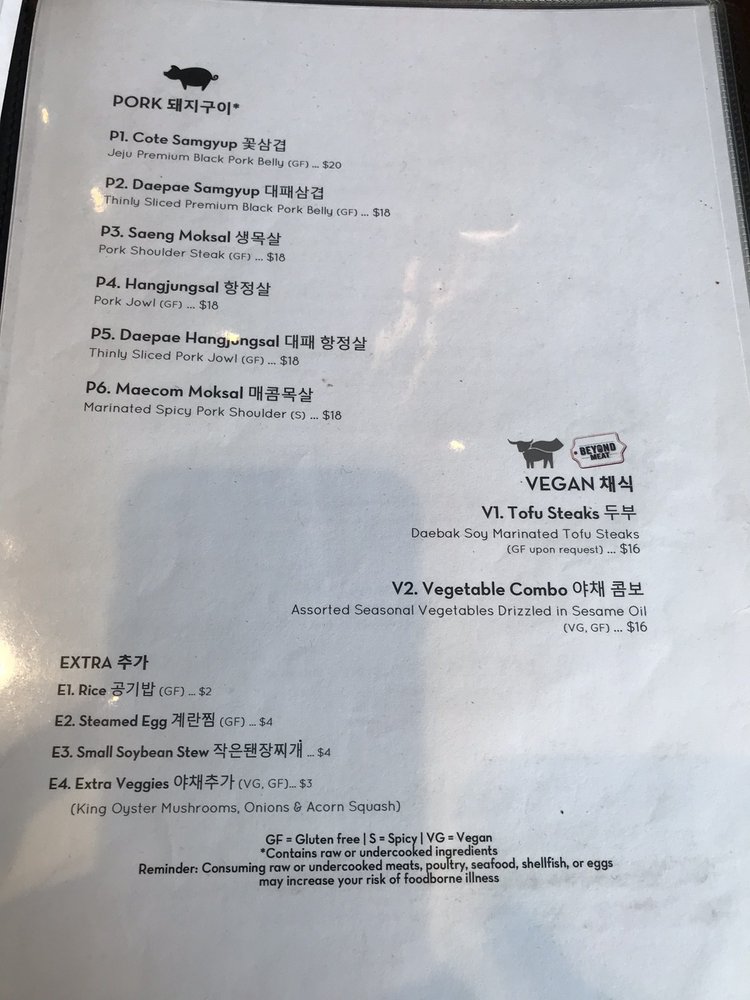 PORK 돼지구이*
P1. Cote Samgyup 꽃삼겹
Jeju Premium Black Pork Belly (GF) ... $20
P2. Daepae Samgyup 대패삼겹
Thinly Sliced Premium Black Pork Belly (GF) ... $18
P3. Saeng Moksal 생목살
Pork Shoulder Steak (GF) ... $18
P4. Hangjungsal 항정살
Pork Jowl (GF) ... $18
P5. Daepae Hangjungsal 대패 항정살
Thinly Sliced Pork Jowl (GF) ... $18
P6. Maecom Moksal 매콤목살
Marinated Spicy Pork Shoulder (S) ... $18
BEYOND
MEAT
VEGAN 채식
V1. Tofu Steaks 두부
Daebak Soy Marinated Tofu Steaks
(GF upon request) ... $16
V2. Vegetable Combo 야채 콤보
Assorted Seasonal Vegetables Drizzled in Sesame Oil
(VG, GF) ... $16
EXTRA 추가
E1. Rice 공기밥 (GF) ... $2
E2. Steamed Egg 계란찜 (GF) ... $4
E3. Small Soybean Stew 작은됀장찌개 ... $4
E4. Extra Veggies 야채추가 (VG, GF)... $3
(King Oyster Mushrooms, Onions & Acorn Squash)
GF = Gluten free | S = Spicy | VG = Vegan
*Contains raw or undercooked ingredients
Reminder: Consuming raw or undercooked meats, poultry, seafood, shellfish, or eggs
may increase your risk of foodborne illness